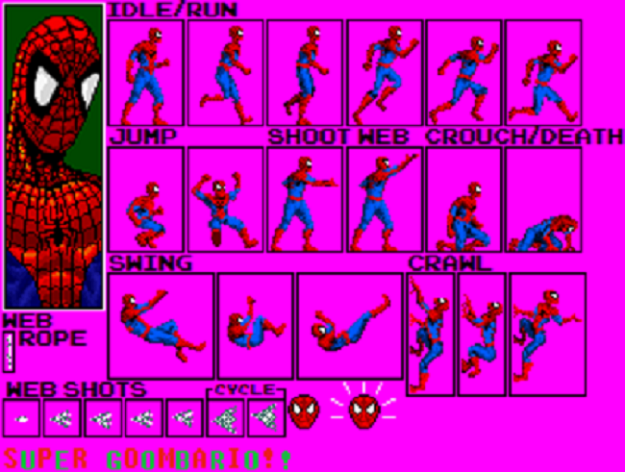 IDLE/RUN
JUMP SHOOT WEB CROUCH/DEATH
SWING CRAWL
WEB ROPE
WEB SHOTS CYCLE
SUPER GOOMBARIO!!